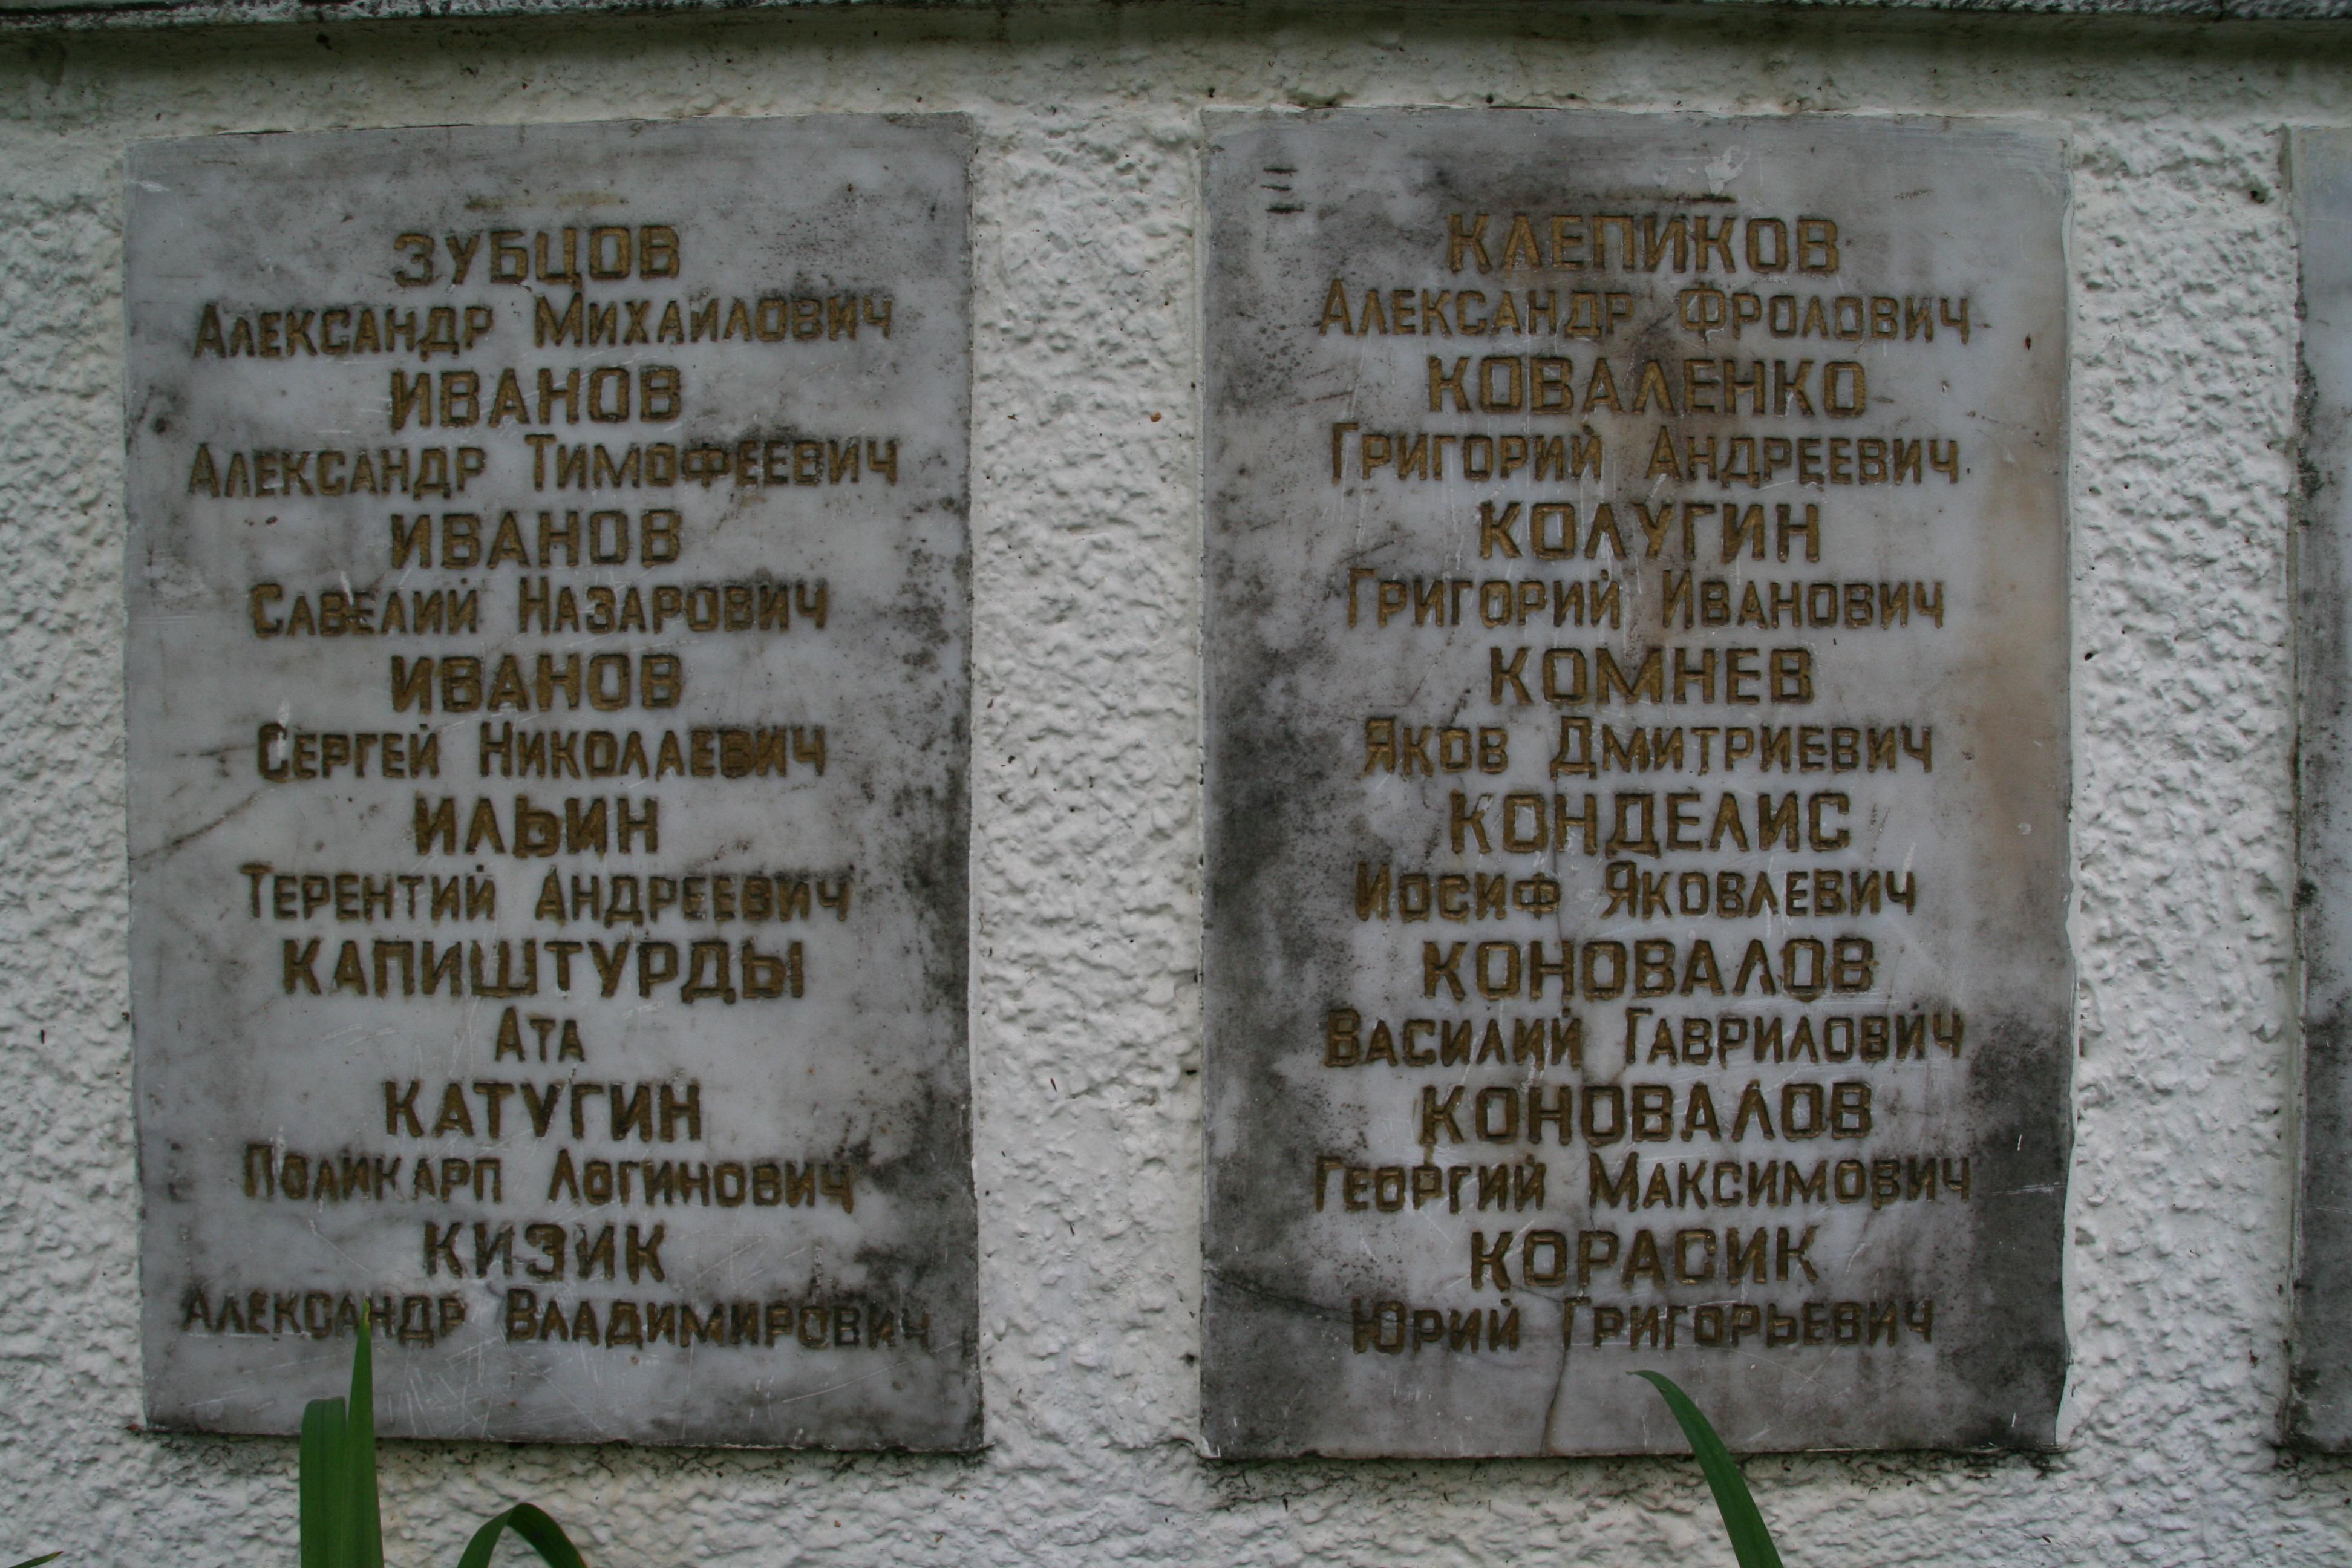 ЗУБЦОВ
Александр Михайлович
ИВАНОВ
Александр Тимофеевич
ИВАНОВ
Савелий Назарович
ИВАНОВ
Сергей Николаевич
ИЛЬИН
Терентий Андреевич
КАПИШТУРДЫ
Ата
КАТУГИН
Поликарп Логинович
КИЗИК
Александр Владимирович
КЛЕПИКОВ
Александр Фролович
КОВАЛЕНКО
Григорий Андреевич
КОЛУГИН
Григорий Иванович
КОМНЕВ
Яков Дмитриевич
КОНДЕЛИС
Иосиф Яковлевич
КОНОВАЛОВ
Василий Гаврилович
КОНОВАЛОВ
Георгий Максимович
КОРАСИК
Юрий Григорьевич